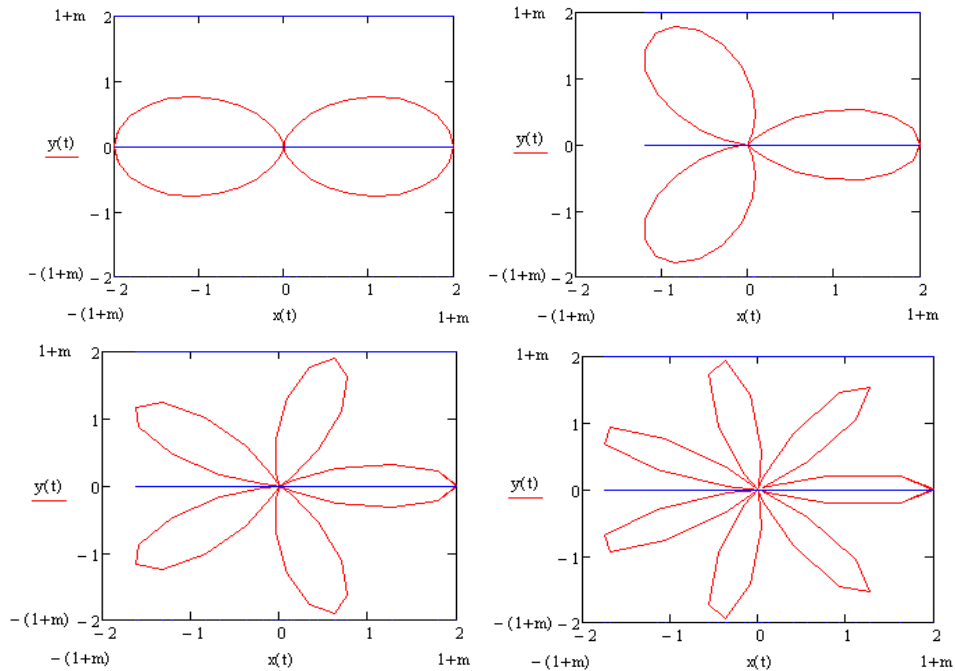 1+m 2
1
y(t) 0
− 1
− (1+m) − 2
− 2 − 1 0 1 2
− (1+m) x(t) 1+m
1+m 2
1
y(t) 0
− 1
− (1+m) − 2
− 2 − 1 0 1 2
− (1+m) x(t) 1+m
1+m 2
1
y(t) 0
− 1
− (1+m) − 2
− 2 − 1 0 1 2
− (1+m) x(t) 1+m
1+m 2
1
y(t) 0
− 1
− (1+m) − 2
− 2 − 1 0 1 2
− (1+m) x(t) 1+m